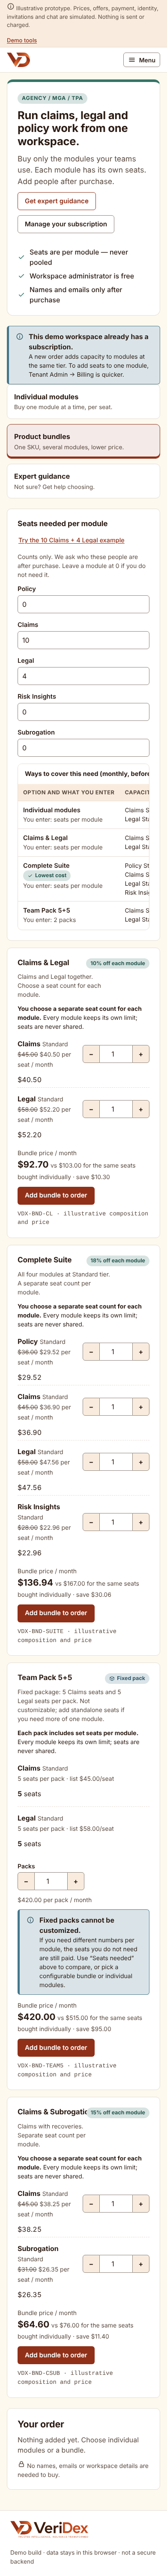 Illustrative prototype. Prices, offers, payment, identity, invitations and chat are simulated. Nothing is sent or charged.
Demo tools
VD
Menu
AGENCY / MGA / TPA
Run claims, legal and
policy work from one
workspace.
Buy only the modules your teams
use. Each module has its own seats.
Add people after purchase.
Get expert guidance
Manage your subscription
Seats are per module — never
pooled
Workspace administrator is free
Names and emails only after
purchase
This demo workspace already has a
subscription.
A new order adds capacity to modules at
the same tier. To add seats to one module,
Tenant Admin → Billing is quicker.
Individual modules
Buy one module at a time, per seat.
Product bundles
One SKU, several modules, lower price.
Expert guidance
Not sure? Get help choosing.
Seats needed per module
Try the 10 Claims + 4 Legal example
Counts only. We ask who these people are
after purchase. Leave a module at 0 if you do
not need it.
Policy
0
Claims
10
Legal
4
Risk Insights
0
Subrogation
0
Ways to cover this need (monthly, before
OPTION AND WHAT YOU ENTER CAPACIT
Individual modules Claims S
You enter: seats per module Legal Sta
Claims & Legal Claims S
You enter: seats per module Legal Sta
Complete Suite Policy St
Lowest cost Claims S
You enter: seats per module Legal Sta
Risk Insig
Team Pack 5+5 Claims S
You enter: 2 packs Legal Sta
Claims & Legal 10% off each module
Claims and Legal together.
Choose a seat count for each
module.
You choose a separate seat count for each
module. Every module keeps its own limit;
seats are never shared.
Claims Standard
$45.00 $40.50 per − 1 +
seat / month
$40.50
Legal Standard
$58.00 $52.20 per − 1 +
seat / month
$52.20
Bundle price / month
$92.70 vs $103.00 for the same seats
bought individually · save $10.30
Add bundle to order
VDX-BND-CL · illustrative composition
and price
Complete Suite 18% off each module
All four modules at Standard tier.
A separate seat count per
module.
You choose a separate seat count for each
module. Every module keeps its own limit;
seats are never shared.
Policy Standard
$36.00 $29.52 per − 1 +
seat / month
$29.52
Claims Standard
$45.00 $36.90 per − 1 +
seat / month
$36.90
Legal Standard
$58.00 $47.56 per − 1 +
seat / month
$47.56
Risk Insights
Standard − 1 +
$28.00 $22.96 per
seat / month
$22.96
Bundle price / month
$136.94 vs $167.00 for the same seats
bought individually · save $30.06
Add bundle to order
VDX-BND-SUITE · illustrative
composition and price
Team Pack 5+5 Fixed pack
Fixed package: 5 Claims seats and 5
Legal seats per pack. Not
customizable; add standalone seats if
you need more of one module.
Each pack includes set seats per module.
Every module keeps its own limit; seats are
never shared.
Claims Standard
5 seats per pack · list $45.00/seat
5 seats
Legal Standard
5 seats per pack · list $58.00/seat
5 seats
Packs
− 1 +
$420.00 per pack / month
Fixed packs cannot be
customized.
If you need different numbers per
module, the seats you do not need
are still paid. Use "Seats needed"
above to compare, or pick a
configurable bundle or individual
modules.
Bundle price / month
$420.00 vs $515.00 for the same seats
bought individually · save $95.00
Add bundle to order
VDX-BND-TEAM5 · illustrative
composition and price
Claims & Subrogation 15% off each module
Claims with recoveries.
Separate seat count per
module.
You choose a separate seat count for each
module. Every module keeps its own limit;
seats are never shared.
Claims Standard
$45.00 $38.25 per − 1 +
seat / month
$38.25
Subrogation
Standard − 1 +
$31.00 $26.35 per
seat / month
$26.35
Bundle price / month
$64.60 vs $76.00 for the same seats
bought individually · save $11.40
Add bundle to order
VDX-BND-CSUB · illustrative
composition and price
Your order
Nothing added yet. Choose individual
modules or a bundle.
No names, emails or workspace details are
needed to buy.
VeriDex
Demo build · data stays in this browser · not a secure
backend